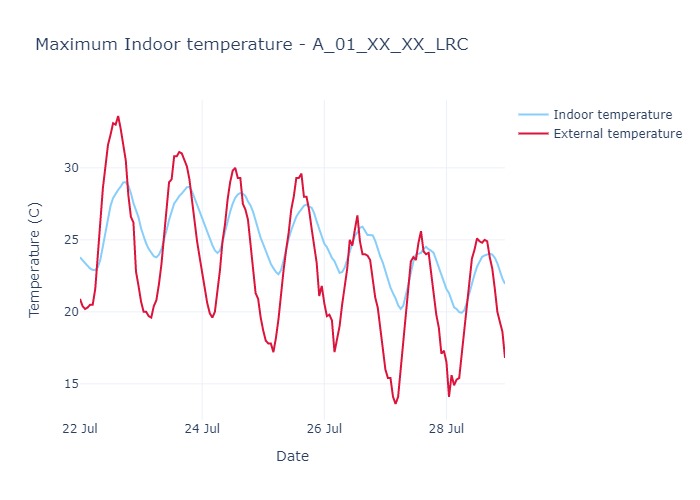 Maximum Indoor temperature - A_01_XX_XX_LRC
Indoor temperature
External temperature
Temperature (C)
30
25
20
15
22 Jul
24 Jul
26 Jul
28 Jul
Date